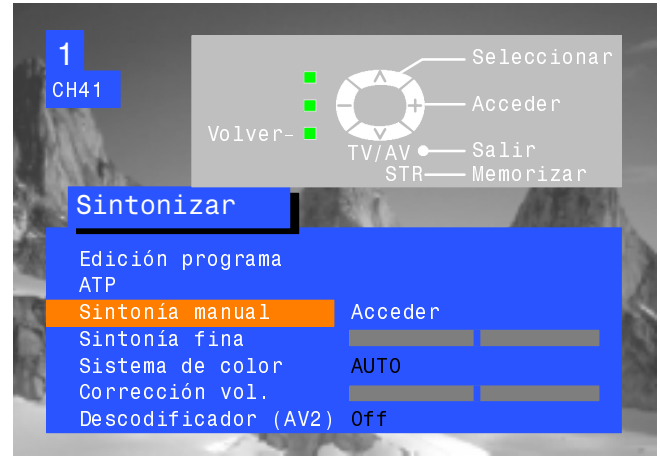 1
CH41
Seleccionar
Acceder
Volver
TV/AV Salir
STR Memorizar
Sintonizar
Edición programa
ATP
Sintonía manual Acceder
Sintonía fina
Sistema de color AUTO
Corrección vol.
Descodificador (AV2) Off